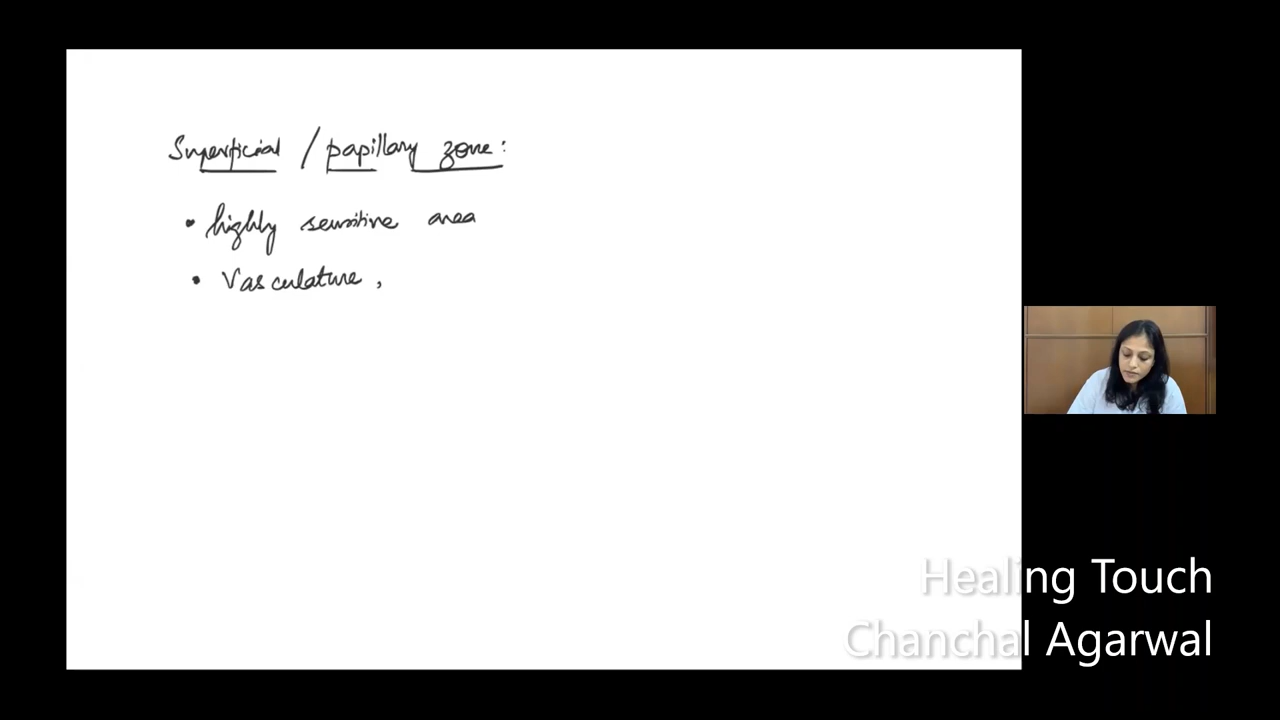 Superficial / papillary zone:
• highly sensitive area
• Vasculature,
Healing Touch
Chanchal Agarwal